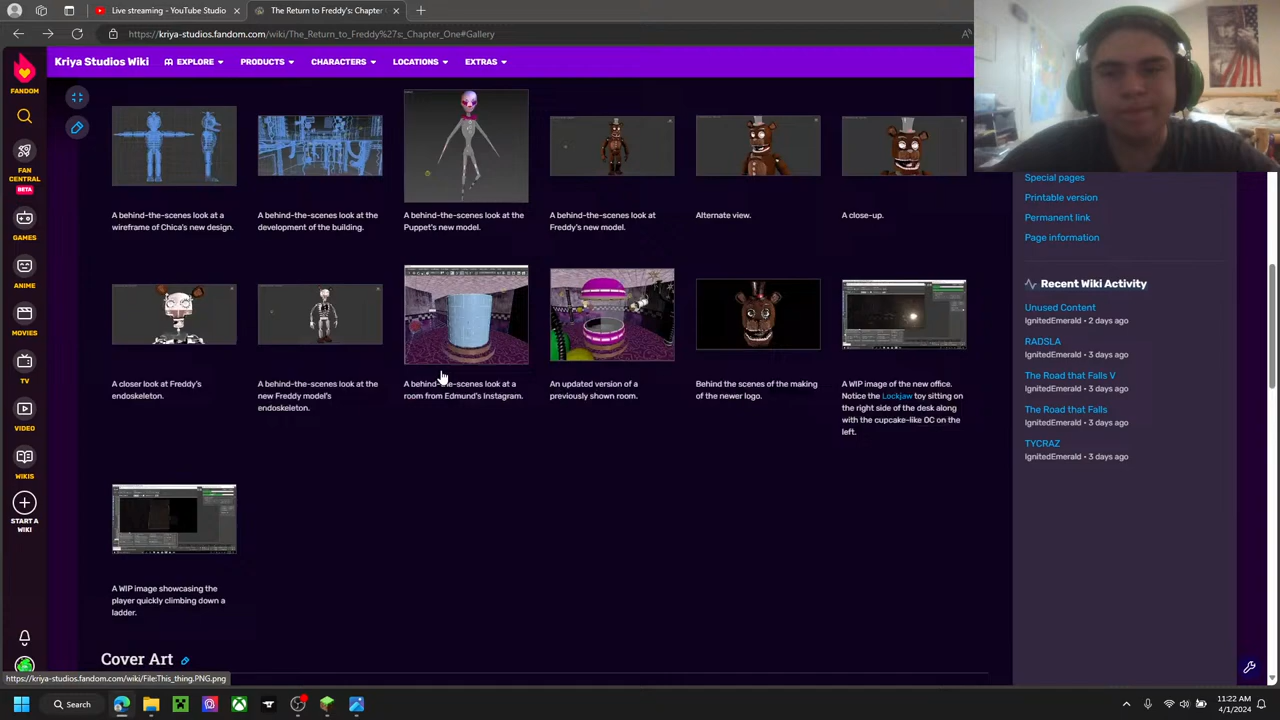 Live streaming - YouTube Studio
The Return to Freddy's: Chapter
https://kriya-studios.fandom.com/wiki/The_Return_to_Freddy%27s:_Chapter_One#Gallery
Kriya Studios Wiki
EXPLORE
PRODUCTS
CHARACTERS
LOCATIONS
EXTRAS
FANDOM
FAN
CENTRAL
BETA
GAMES
ANIME
MOVIES
TV
VIDEO
WIKIS
START A
WIKI
A behind-the-scenes look at a
wireframe of Chica's new design.
A behind-the-scenes look at the
development of the building.
A behind-the-scenes look at the
Puppet's new model.
A behind-the-scenes look at
Freddy's new model.
Alternate view.
A close-up.
A closer look at Freddy's
endoskeleton.
A behind-the-scenes look at the
new Freddy model's
endoskeleton.
A behind-the-scenes look at a
room from Edmund's Instagram.
An updated version of a
previously shown room.
Behind the scenes of the making
of the newer logo.
A WIP image of the new office.
Notice the Lockjaw toy sitting on
the right side of the desk along
with the cupcake-like OC on the
left.
A WIP image showcasing the
player quickly climbing down a
ladder.
Cover Art
Special pages
Printable version
Permanent link
Page information
Recent Wiki Activity
Unused Content
IgnitedEmerald • 2 days ago
RADSLA
IgnitedEmerald • 3 days ago
The Road that Falls V
IgnitedEmerald • 3 days ago
The Road that Falls
IgnitedEmerald • 3 days ago
TYCRAZ
IgnitedEmerald • 3 days ago
https://kriya-studios.fandom.com/wiki/File:This_thing.PNG.png
Search
11:22 AM
4/1/2024